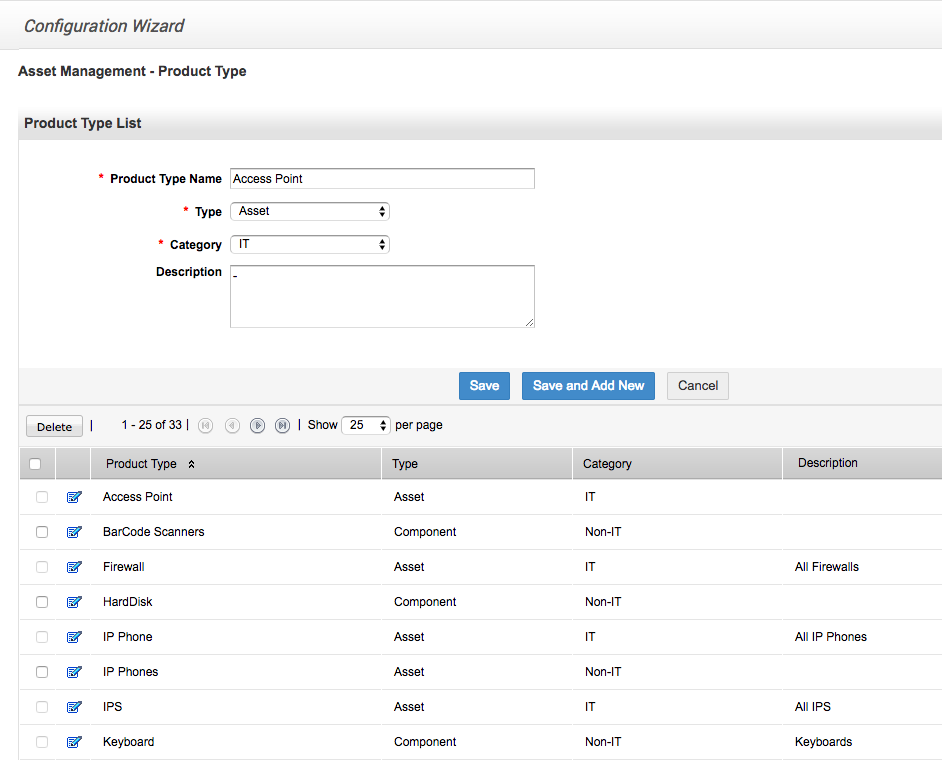 Configuration Wizard
Asset Management - Product Type
Product Type List
* Product Type Name Access Point
* Type Asset
* Category IT
Description -
Save Save and Add New Cancel
Delete | 1 - 25 of 33 | | Show 25 per page
Product Type Type Category Description
Access Point Asset IT
BarCode Scanners Component Non-IT
Firewall Asset IT All Firewalls
HardDisk Component Non-IT
IP Phone Asset IT All IP Phones
IP Phones Asset Non-IT
IPS Asset IT All IPS
Keyboard Component Non-IT Keyboards